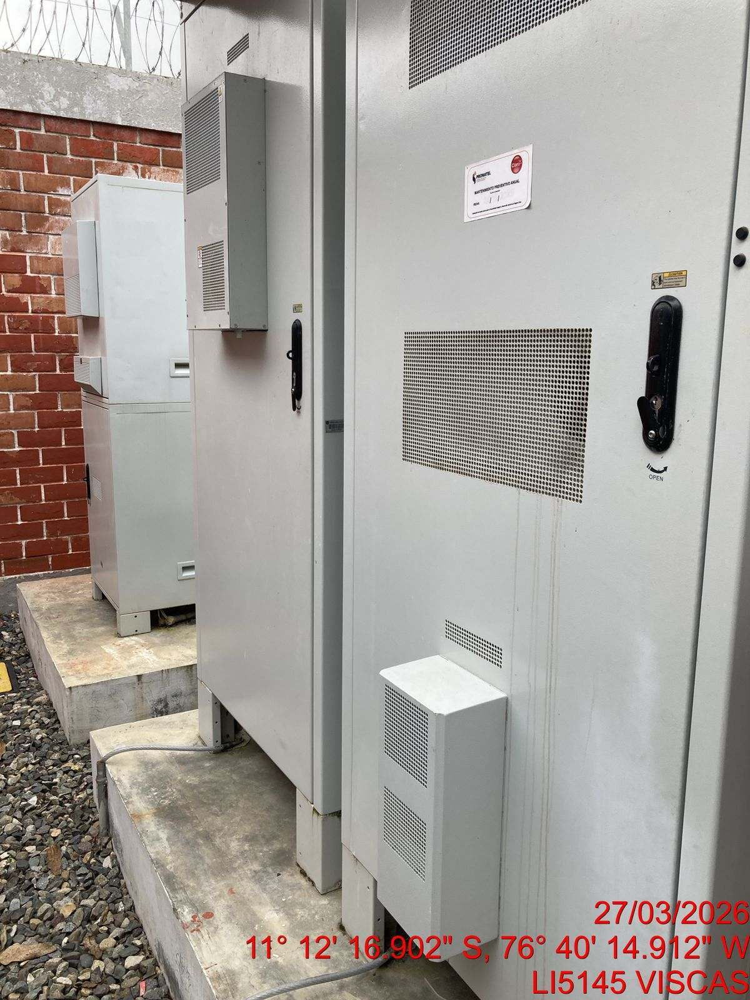 PRONATEL
Claro
MANTENIMIENTO PREVENTIVO ANUAL
FECHA: / /
CAUTION
OPEN
27/03/2026
11° 12' 16.902" S, 76° 40' 14.912" W
LI5145 VISCAS